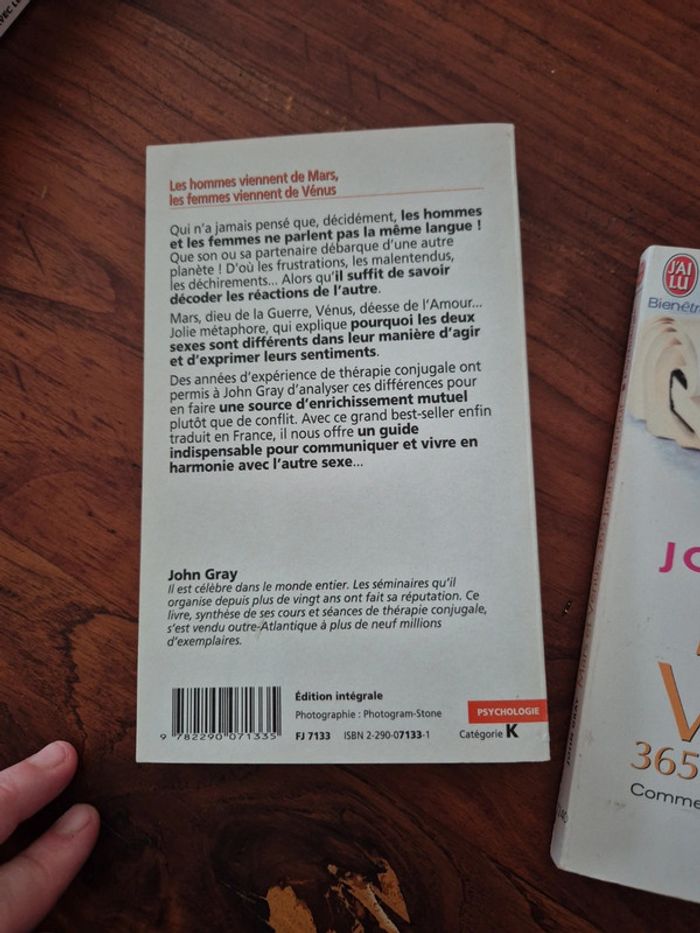 Les hommes viennent de Mars,
les femmes viennent de Vénus
Qui n'a jamais pensé que, décidément, les hommes
et les femmes ne parlent pas la même langue !
Que son ou sa partenaire débarque d'une autre
planète ! D'où les frustrations, les malentendus,
les déchirements... Alors qu'il suffit de savoir
décoder les réactions de l'autre.
Mars, dieu de la Guerre, Vénus, déesse de l'Amour...
Jolie métaphore, qui explique pourquoi les deux
sexes sont différents dans leur manière d'agir
et d'exprimer leurs sentiments.
Des années d'expérience de thérapie conjugale ont
permis à John Gray d'analyser ces différences pour
en faire une source d'enrichissement mutuel
plutôt que de conflit. Avec ce grand best-seller enfin
traduit en France, il nous offre un guide
indispensable pour communiquer et vivre en
harmonie avec l'autre sexe...
John Gray
Il est célèbre dans le monde entier. Les séminaires qu'il
organise depuis plus de vingt ans ont fait sa réputation. Ce
livre, synthèse de ses cours et séances de thérapie conjugale,
s'est vendu outre-Atlantique à plus de neuf millions
d'exemplaires.
Édition intégrale
Photographie : Photogram-Stone
PSYCHOLOGIE
9 782290 071335
FJ 7133 ISBN 2-290-07133-1
Catégorie K
J'AI
LU
Bienêtr
JO
V
365
Comme